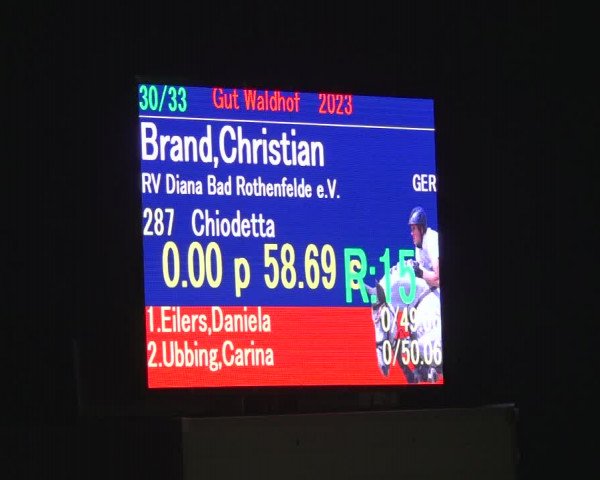 30/33 Gut Waldhof 2023
Brand,Christian
RV Diana Bad Rothenfelde e.V. GER
287 Chiodetta
0.00 p 58.69 s R:15
1.Eilers,Daniela
2.Ubbing,Carina 0/50.06